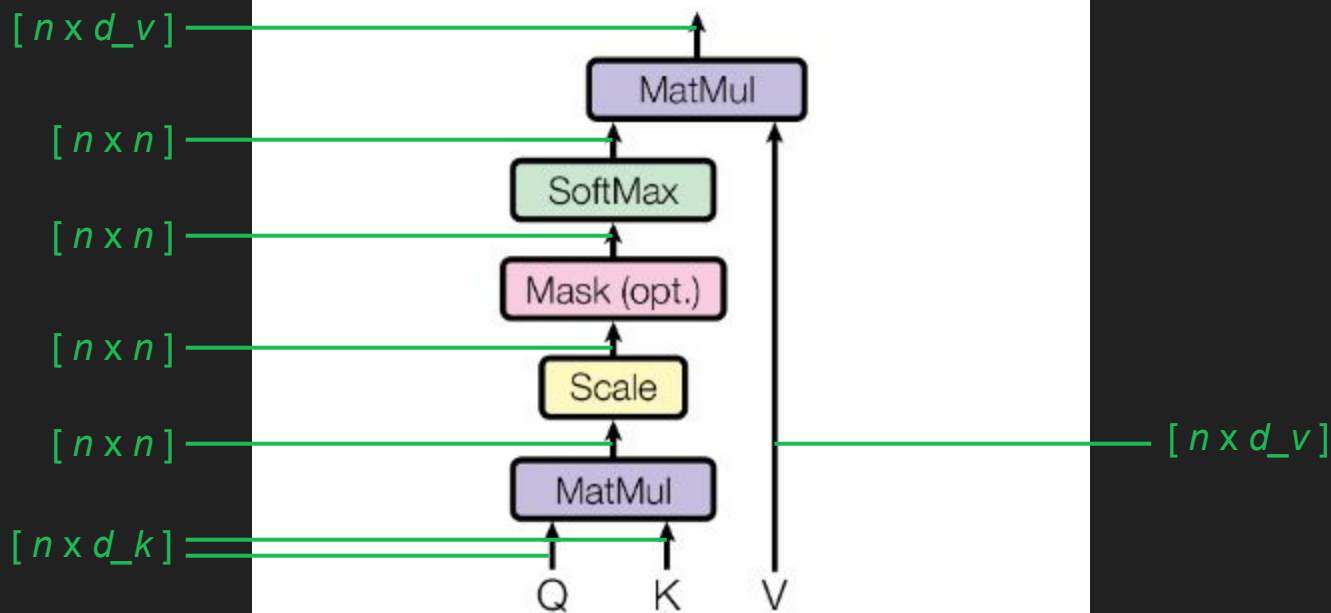 [ n x d_v ]
MatMul
[ n x n ]
SoftMax
[ n x n ]
Mask (opt.)
[ n x n ]
Scale
[ n x n ]
[ n x d_v ]
MatMul
[ n x d_k ]
Q K V